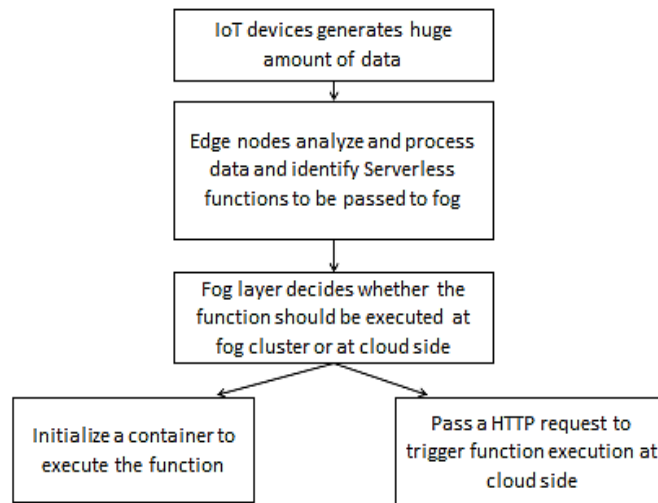 IoT devices generates huge
amount of data
Edge nodes analyze and process
data and identify Serverless
functions to be passed to fog
Fog layer decides whether the
function should be executed at
fog cluster or at cloud side
Initialize a container to
execute the function
Pass a HTTP request to
trigger function execution at
cloud side